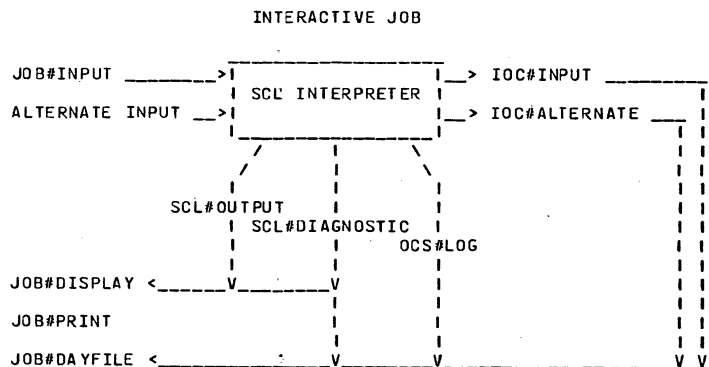 INTERACTIVE JOB
JOB#INPUT
IOC#INPUT
SCL INTERPRETER
ALTERNATE INPUT
IOC#ALTERNATE
SCL#OUTPUT
SCL#DIAGNOSTIC
OCS#LOG
JOB#DISPLAY
JOB#PRINT
JOB#DAYFILE